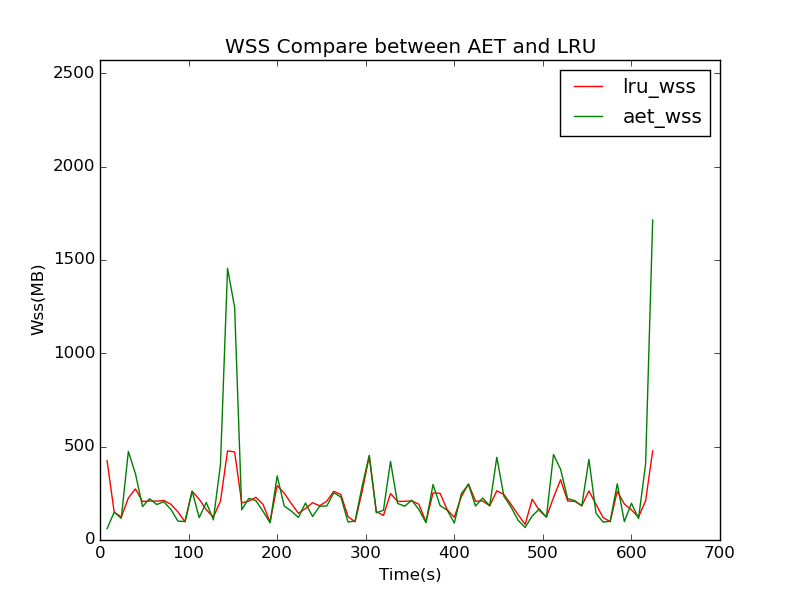 WSS Compare between AET and LRU
lru_wss
aet_wss
2500
2000
1500
1000
500
0
Wss(MB)
0 100 200 300 400 500 600 700
Time(s)